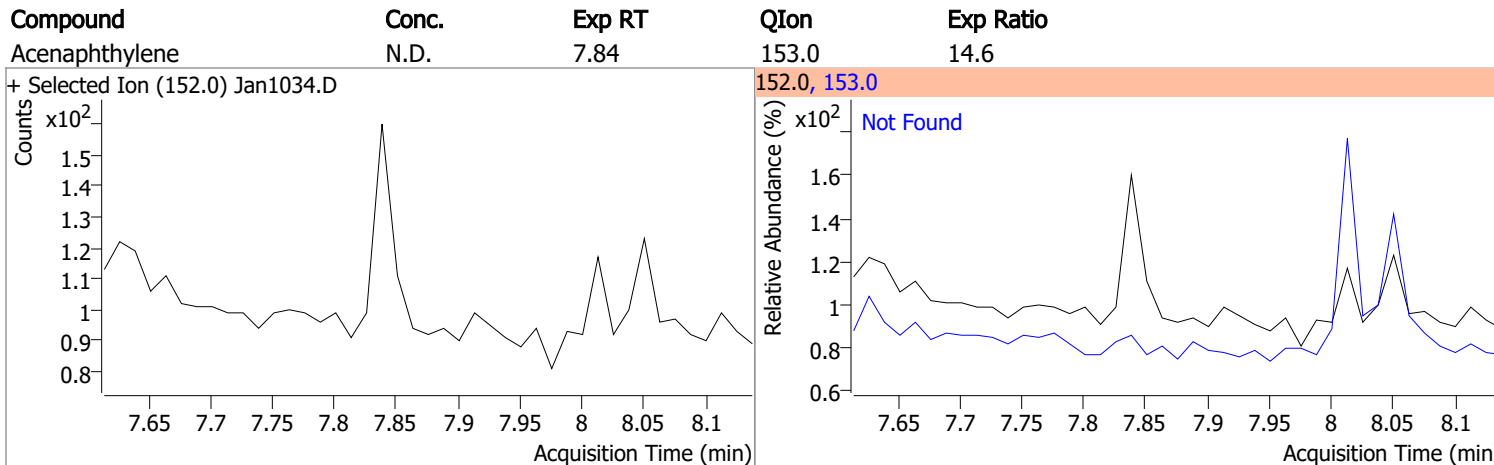 Compound Conc. Exp RT QIon Exp Ratio
Acenaphthylene N.D. 7.84 153.0 14.6
+ Selected Ion (152.0) Jan1034.D
Counts
x10²
1.5
1.4
1.3
1.2
1.1
1
0.9
0.8
7.65 7.7 7.75 7.8 7.85 7.9 7.95 8 8.05 8.1
Acquisition Time (min)
152.0, 153.0
Relative Abundance (%)
x10²
Not Found
1.6
1.4
1.2
1
0.8
0.6
7.65 7.7 7.75 7.8 7.85 7.9 7.95 8 8.05 8.1
Acquisition Time (min